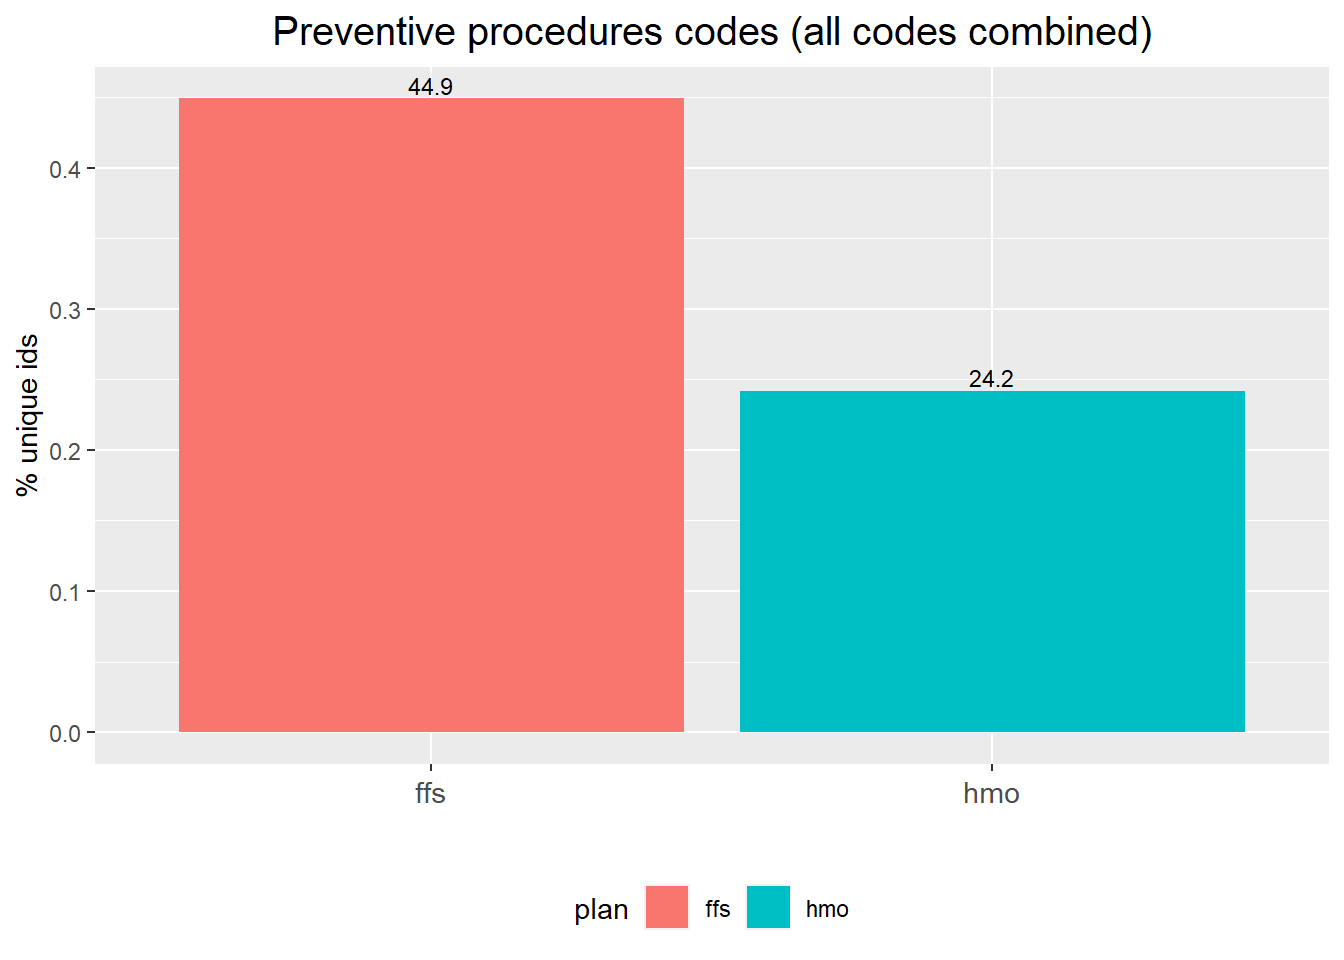 Preventive procedures codes (all codes combined)
44.9
24.2
0.4
0.3
0.2
0.1
0.0
% unique ids
ffs
hmo
plan ffs hmo